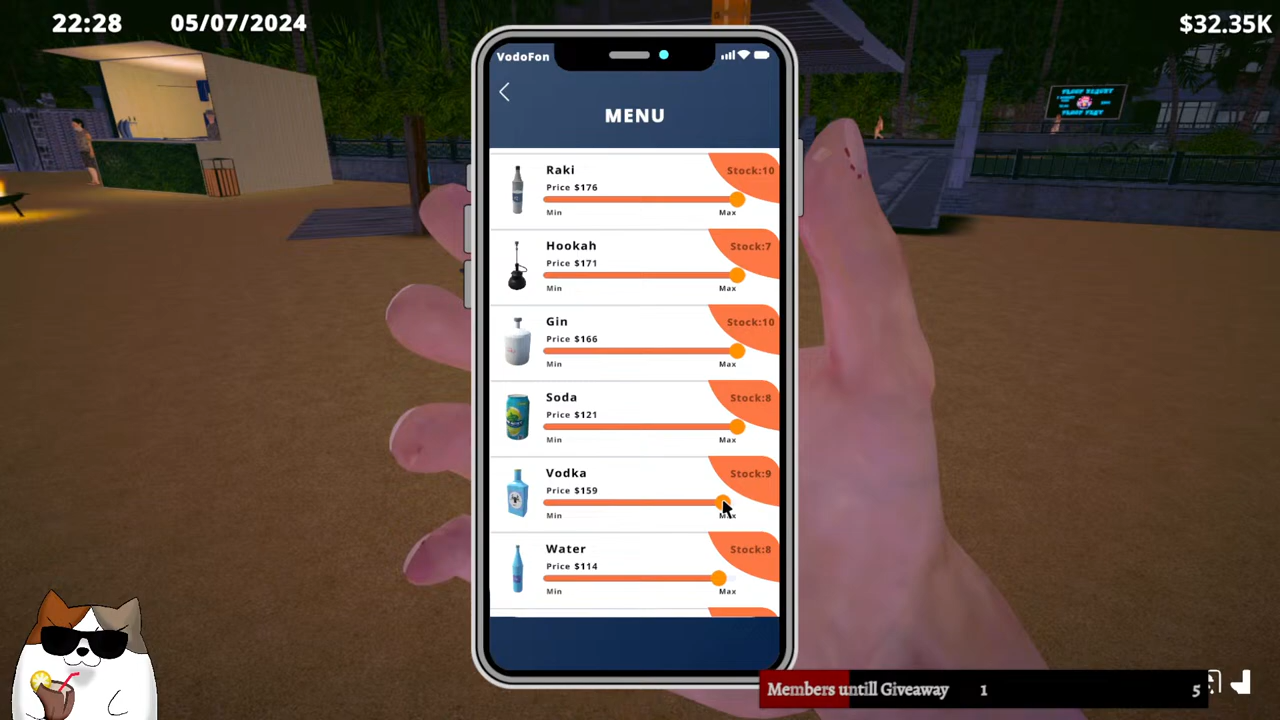 22:28 05/07/2024
$32.35K
VodoFon
MENU
Raki
Stock:10
Price $176
Min Max
Hookah
Stock:7
Price $171
Min Max
Gin
Stock:10
Price $166
Min Max
Soda
Stock:8
Price $121
Min Max
Vodka
Stock:9
Price $159
Min Max
Water
Stock:8
Price $114
Min Max
Members untill Giveaway 1 5